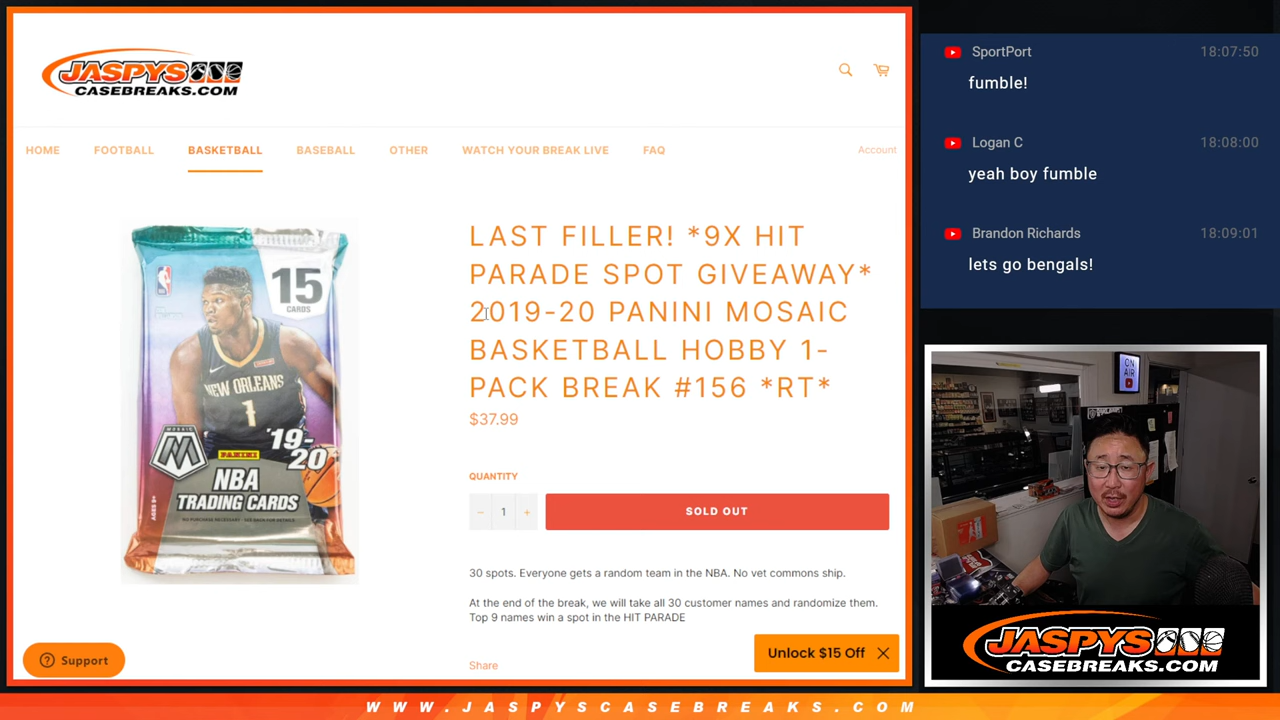 JASPYS
CASEBREAKS.COM
HOME
FOOTBALL
BASKETBALL
BASEBALL
OTHER
WATCH YOUR BREAK LIVE
FAQ
Account
15
CARDS
NEW ORLEANS
1
MOSAIC
PANINI
19-
20
NBA
TRADING CARDS
LAST FILLER! *9X HIT
PARADE SPOT GIVEAWAY*
2019-20 PANINI MOSAIC
BASKETBALL HOBBY 1-
PACK BREAK #156 *RT*
$37.99
QUANTITY
− 1 +
SOLD OUT
30 spots. Everyone gets a random team in the NBA. No vet commons ship.
At the end of the break, we will take all 30 customer names and randomize them.
Top 9 names win a spot in the HIT PARADE
Share
Support
Unlock $15 Off
SportPort 18:07:50
fumble!
Logan C 18:08:00
yeah boy fumble
Brandon Richards 18:09:01
lets go bengals!
ON
AIR
JASPYS
CASEBREAKS.COM
WWW.JASPYSCASEBREAKS.COM